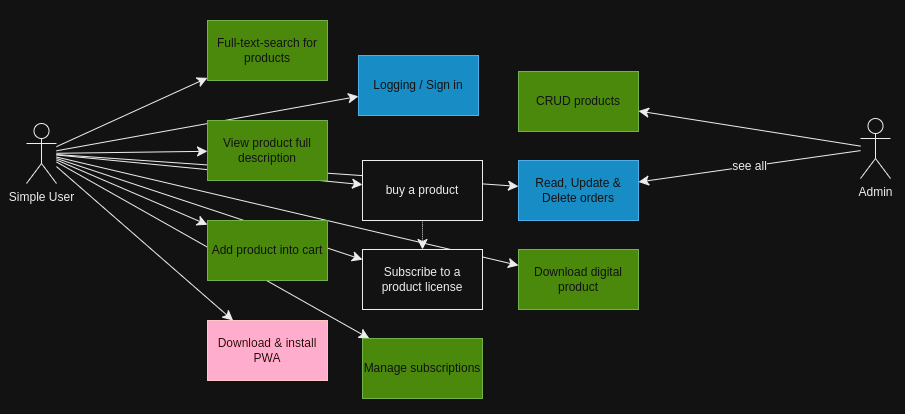 Full-text-search for
products
Logging / Sign in
CRUD products
View product full
description
see all
Simple User
buy a product
Read, Update &
Delete orders
Admin
Add product into cart
Subscribe to a
product license
Download digital
product
Download & install
PWA
Manage subscriptions